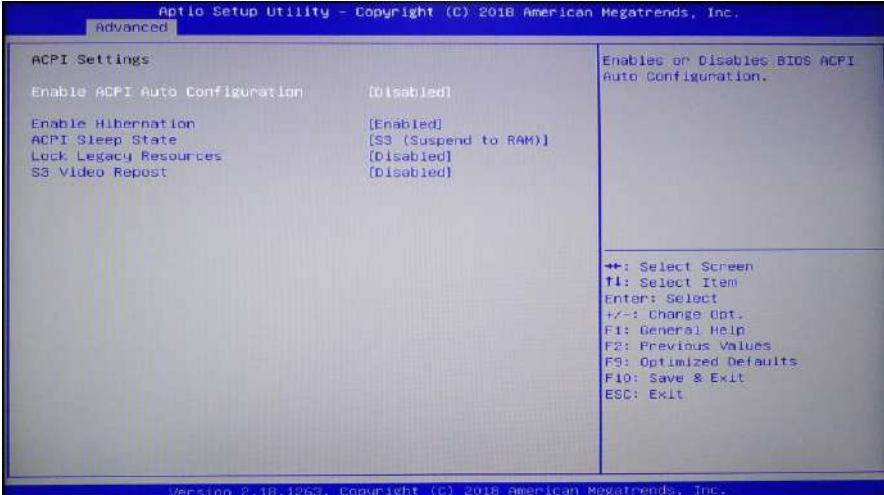 Aptio Setup Utility - Copyright (C) 2018 American Megatrends, Inc.
Advanced
ACPI Settings
Enable ACPI Auto Configuration [Disabled]
Enable Hibernation [Enabled]
ACPI Sleep State [S3 (Suspend to RAM)]
Lock Legacy Resources [Disabled]
S3 Video Repost [Disabled]
Enables or Disables BIOS ACPI
Auto Configuration.
→←: Select Screen
↑↓: Select Item
Enter: Select
+/-: Change Opt.
F1: General Help
F2: Previous Values
F9: Optimized Defaults
F10: Save & Exit
ESC: Exit
Version 2.18.1263. Copyright (C) 2018 American Megatrends, Inc.